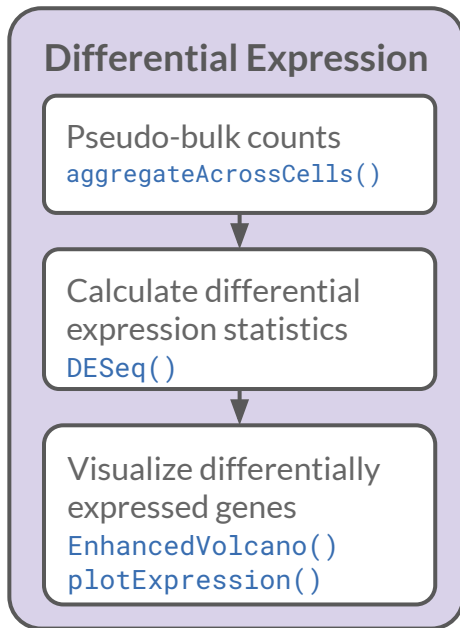 Differential Expression
Pseudo-bulk counts
aggregateAcrossCells()
Calculate differential
expression statistics
DESeq()
Visualize differentially
expressed genes
EnhancedVolcano()
plotExpression()